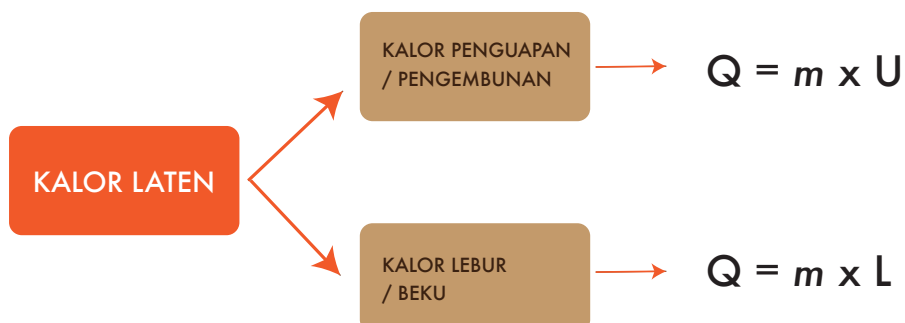 KALOR PENGUAPAN
/ PENGEMBUNAN
Q = m x U
KALOR LATEN
KALOR LEBUR
/ BEKU
Q = m x L